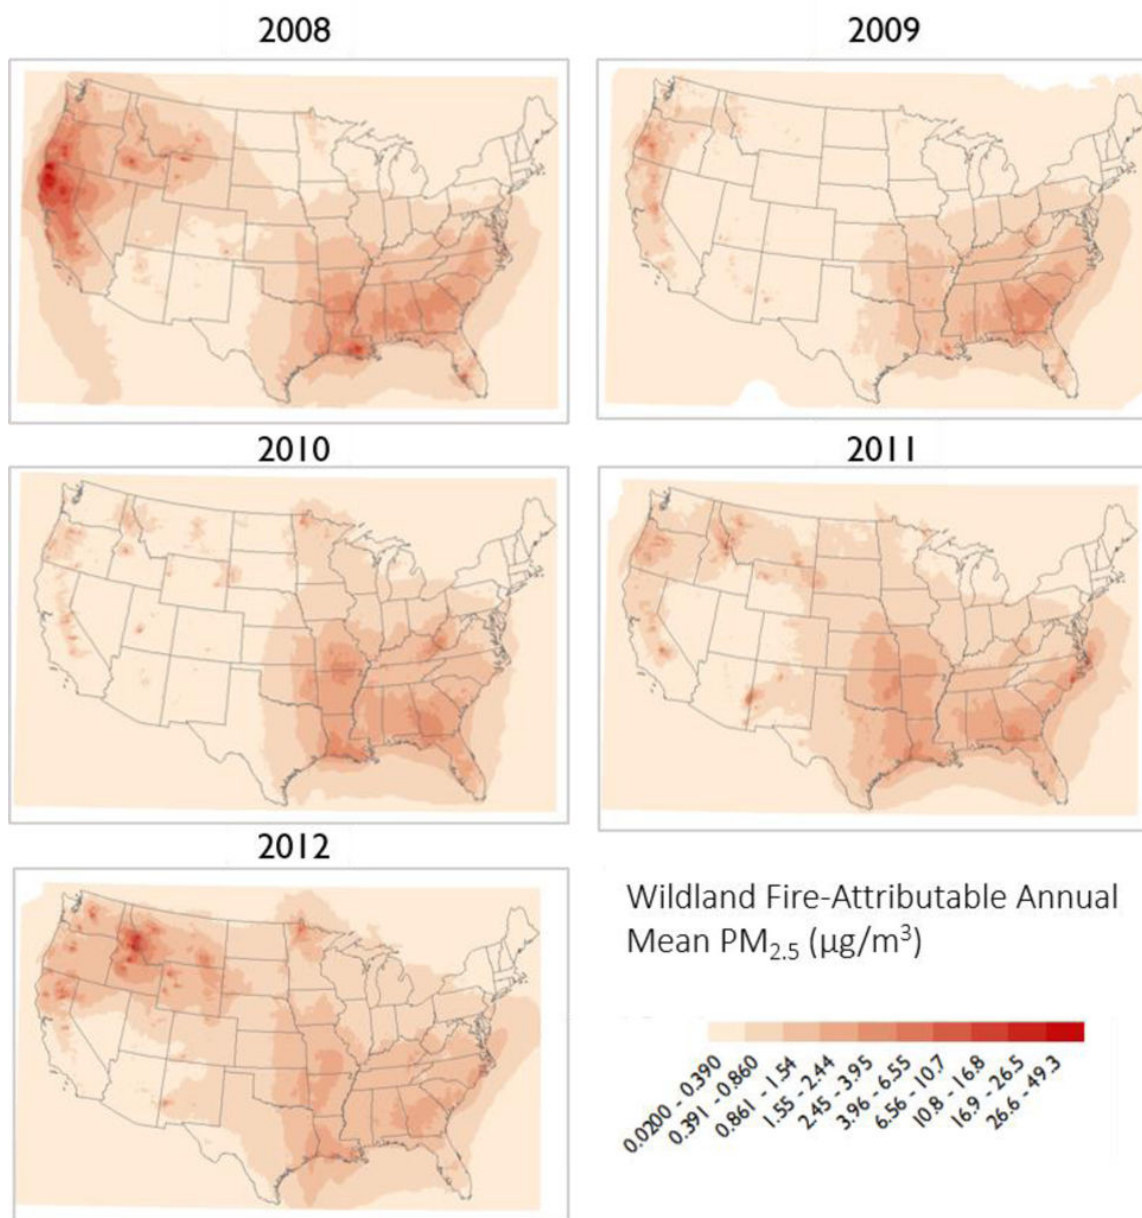 2008
2009
2010
2011
2012
Wildland Fire-Attributable Annual
Mean PM₂.₅ (µg/m³)
0.0200 - 0.390
0.391 - 0.860
0.861 - 1.54
1.55 - 2.44
2.45 - 3.95
3.96 - 6.55
6.56 - 10.7
10.8 - 16.8
16.9 - 26.5
26.6 - 49.3